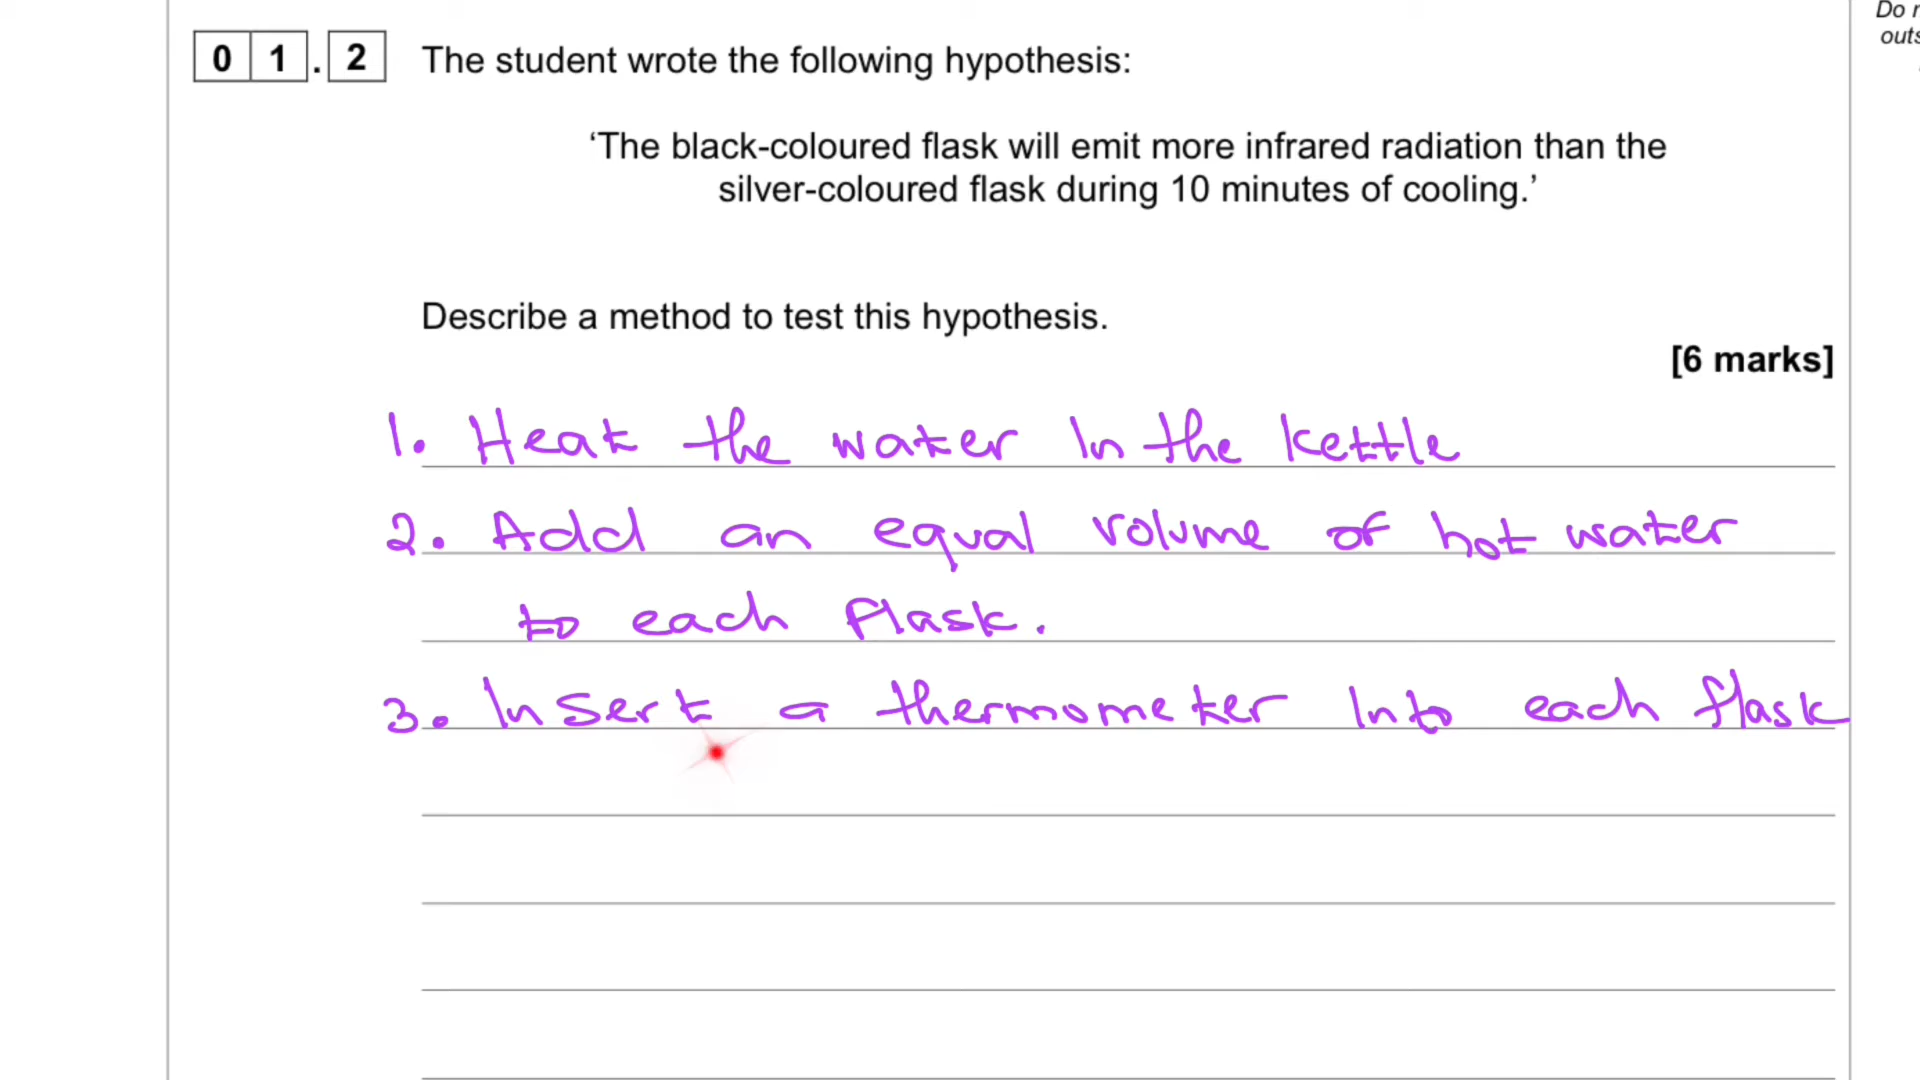 Do
outs
01.2 The student wrote the following hypothesis:
‘The black-coloured flask will emit more infrared radiation than the
silver-coloured flask during 10 minutes of cooling.’
Describe a method to test this hypothesis.
[6 marks]
1. Heat the water In the kettle
2. Add an equal volume of hot water
to each flask.
3. Insert a thermometer Into each flask